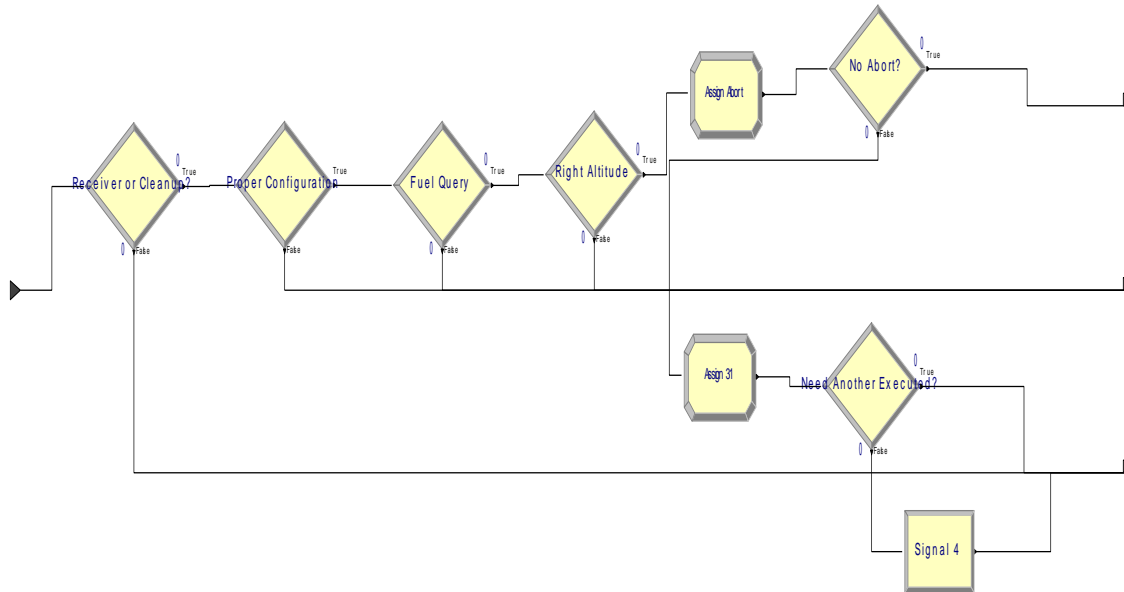 0
True
No Abort?
Assign Abort
0
False
0
True
Receiver or Cleanup?
0
False
True
Proper Configuration
False
0
True
Fuel Query
0
False
0
True
Right Altitude
0
False
Assign 31
0
True
Need Another Executed?
0
False
Signal 4